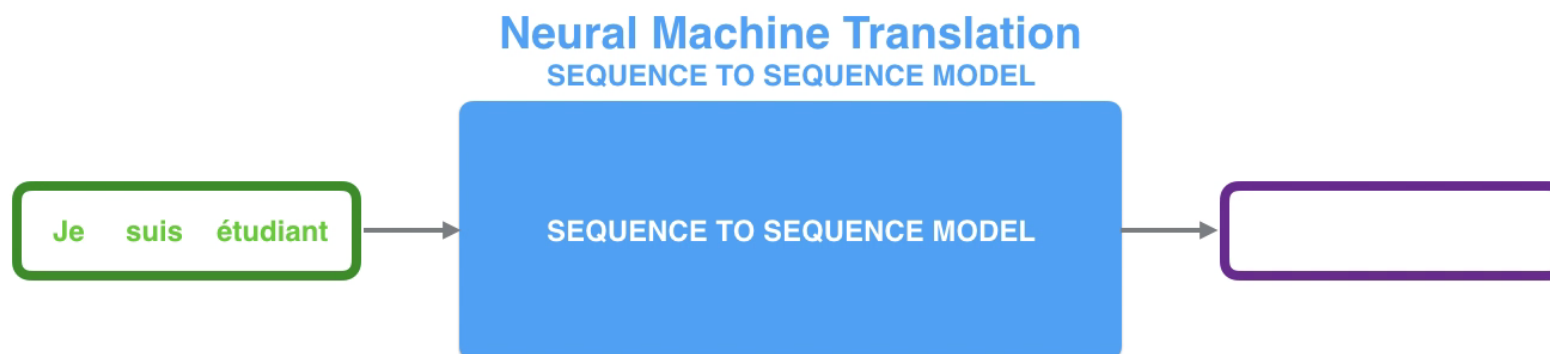 Neural Machine Translation
SEQUENCE TO SEQUENCE MODEL
Je suis étudiant
SEQUENCE TO SEQUENCE MODEL